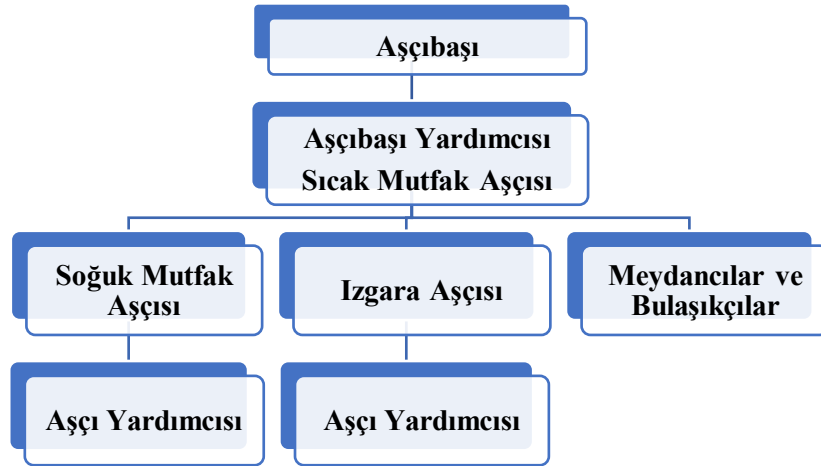 Aşçıbaşı
Aşçıbaşı Yardımcısı
Sıcak Mutfak Aşçısı
Soğuk Mutfak
Aşçısı
Izgara Aşçısı
Meydancılar ve
Bulaşıkçılar
Aşçı Yardımcısı
Aşçı Yardımcısı